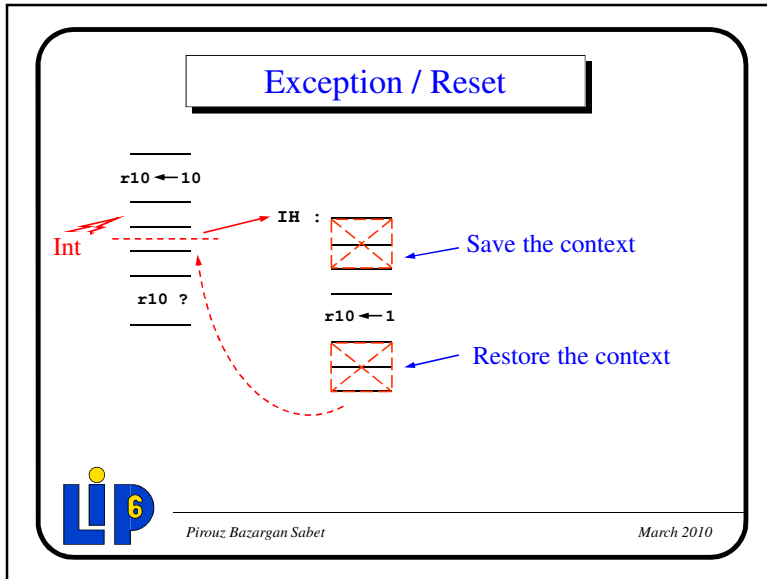 Exception / Reset
r10 ← 10
Int
IH :
Save the context
r10 ?
r10 ← 1
Restore the context
LiP6
Pirouz Bazargan Sabet
March 2010